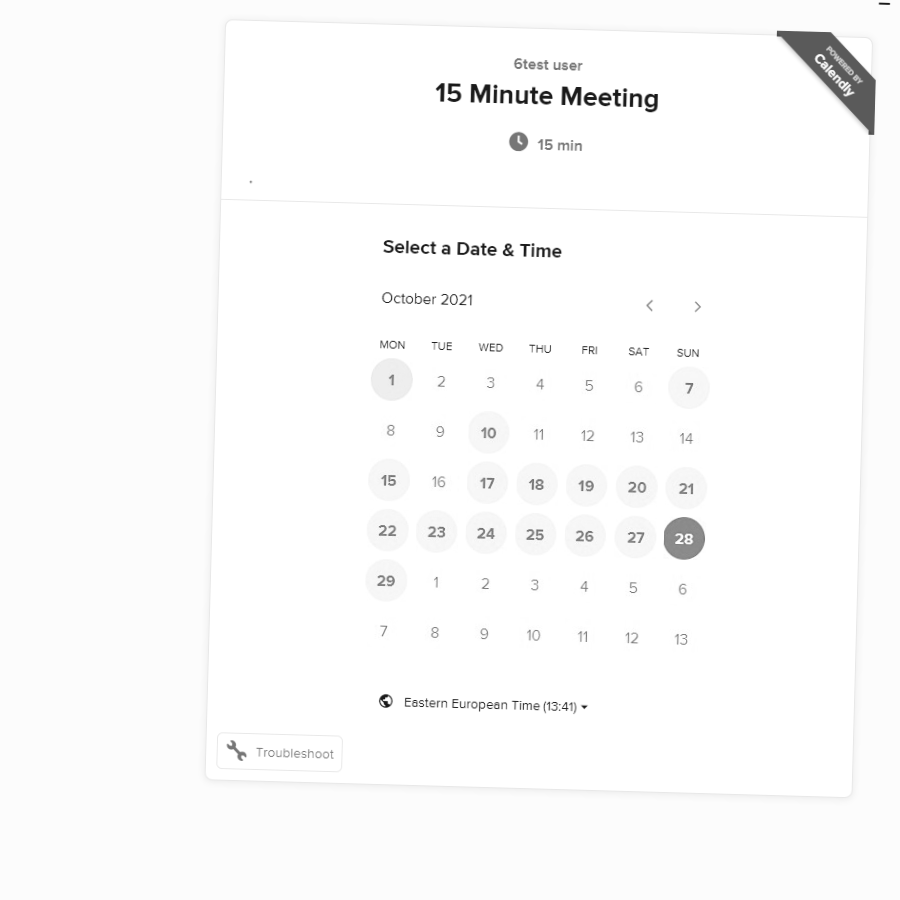 6test user
POWERED BY
Calendly
15 Minute Meeting
15 min
Select a Date & Time
October 2021
MON TUE WED THU FRI SAT SUN
1 2 3 4 5 6 7
8 9 10 11 12 13 14
15 16 17 18 19 20 21
22 23 24 25 26 27 28
29 1 2 3 4 5 6
7 8 9 10 11 12 13
Eastern European Time (13:41)
Troubleshoot